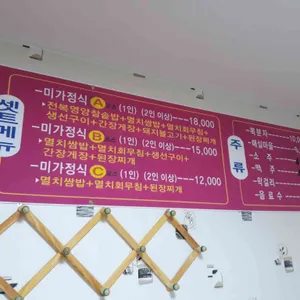 셋트메뉴
-미가정식 A (1인) (2인 이상)----18,000
→전복영양찰솥밥+멸치쌈밥+멸치회무침+
생선구이+간장게장+돼지불고기+된장찌개
-미가정식 B (1인) (2인 이상)----15,000
→멸치쌈밥+멸치회무침+생선구이+
간장게장+된장찌개
-미가정식 C (1인) (2인 이상)----12,000
→멸치쌈밥+멸치회무침+된장찌개
주류
-복분자
-매실마을
-소 주
-맥 주
-막걸리
-음료수